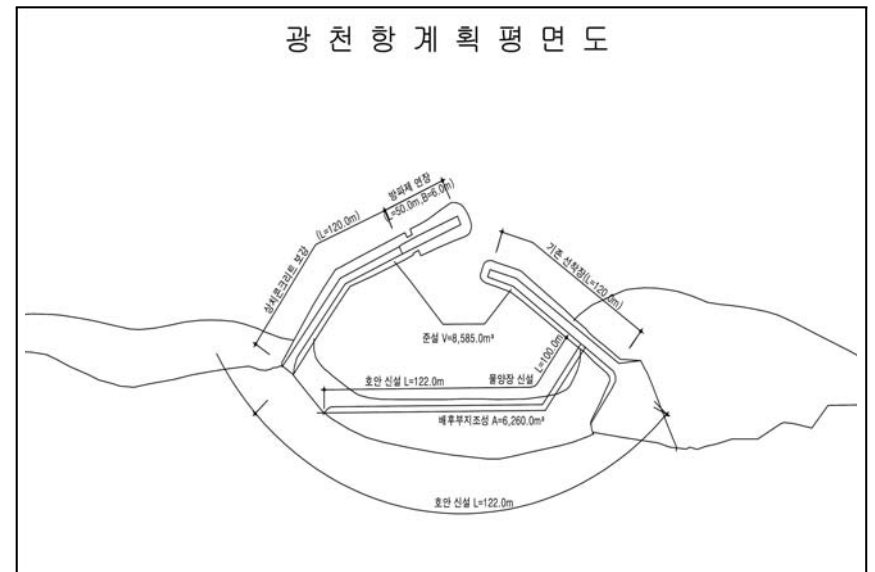 광 천 항 계 획 평 면 도
방파제 연장
(L=50.0m,B=6.0m)
(L=120.0m)
상치콘크리트 보강
기존 선착장(L=120.0m)
준설 V=8,585.0m³
L=100.0m
호안 신설 L=122.0m
물양장 신설
배후부지조성 A=6,260.0m³
호안 신설 L=122.0m